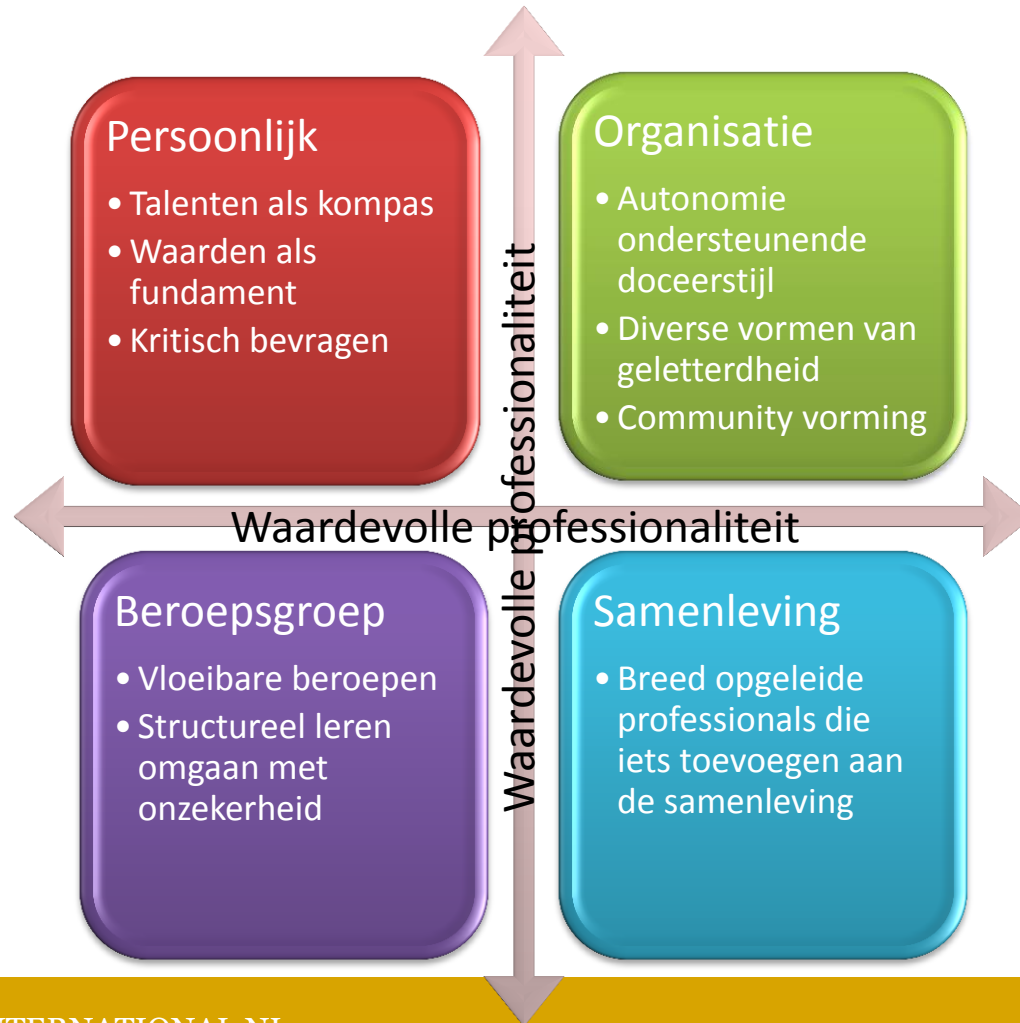 Persoonlijk
• Talenten als kompas
• Waarden als
fundament
• Kritisch bevragen
Organisatie
• Autonomie
ondersteunende
doceerstijl
• Diverse vormen van
geletterdheid
• Community vorming
Waardevolle professionaliteit
Waardevolle professionaliteit
Beroepsgroep
• Vloeibare beroepen
• Structureel leren
omgaan met
onzekerheid
Samenleving
• Breed opgeleide
professionals die
iets toevoegen aan
de samenleving